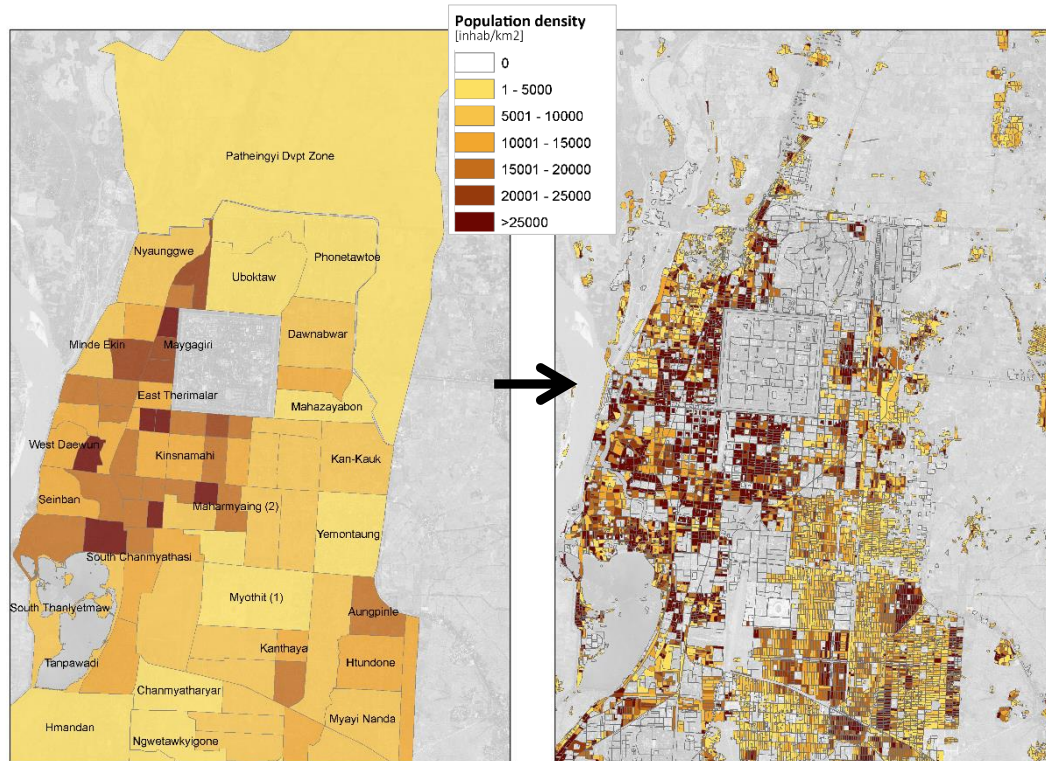 Population density
[inhab/km2]
0
1 - 5000
5001 - 10000
10001 - 15000
15001 - 20000
20001 - 25000
>25000
Patheingyi Dvpt Zone
Nyaunggwe
Phonetawtoe
Uboktaw
Dawnabwar
Minde Ekin
Maygagiri
East Therimalar
Mahazayabon
West Daewun
Kinsnamahi
Kan-Kauk
Seinban
Maharmyaing (2)
Yemontaung
South Chanmyathasi
Myothit (1)
South Thanlyetmaw
Aungpinle
Kanthaya
Tanpawadi
Htundone
Chanmyatharyar
Myayi Nanda
Hmandan
Ngwetawkyigone